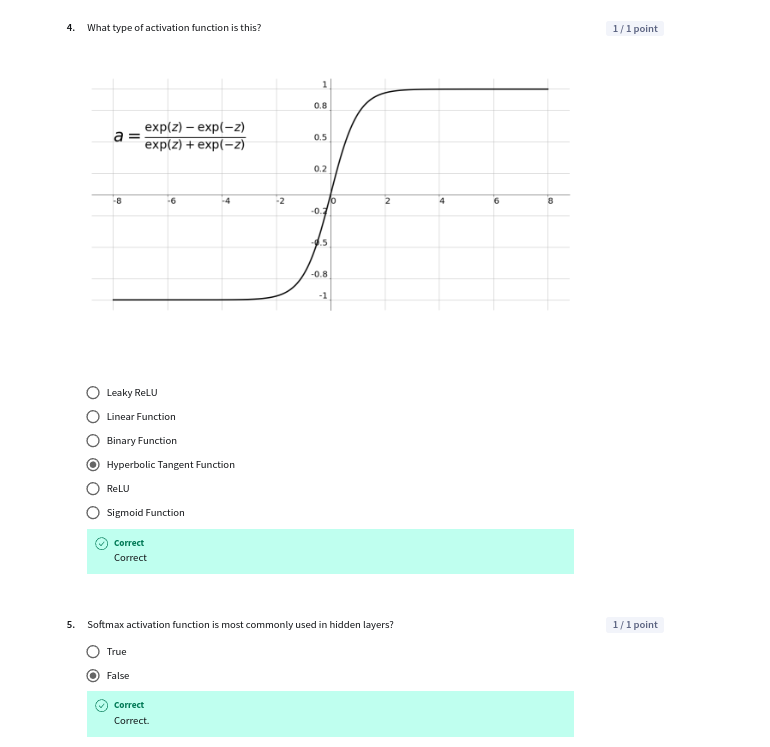 4. What type of activation function is this?
1 / 1 point
1
0.8
a = exp(z) − exp(−z)
exp(z) + exp(−z)
0.5
0.2
-8 -6 -4 -2 0 2 4 6 8
-0.2
-0.5
-0.8
-1
Leaky ReLU
Linear Function
Binary Function
Hyperbolic Tangent Function
ReLU
Sigmoid Function
Correct
Correct
5. Softmax activation function is most commonly used in hidden layers?
1 / 1 point
True
False
Correct
Correct.